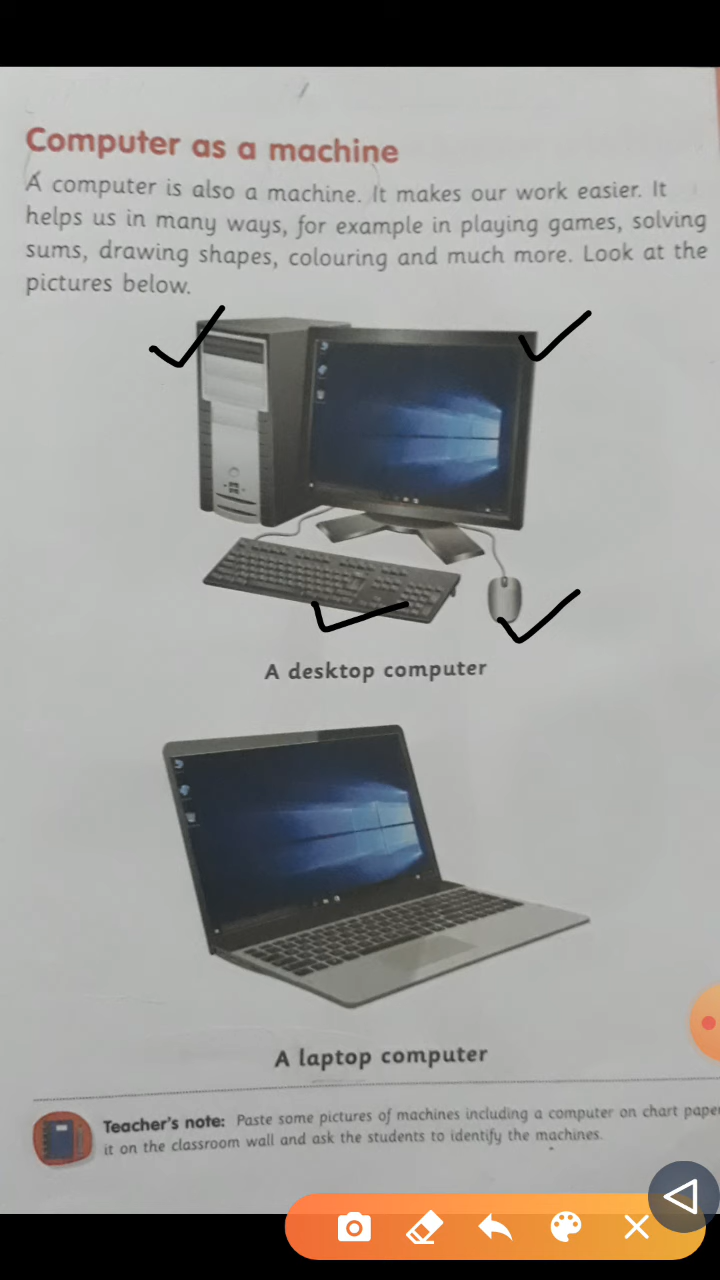 Computer as a machine
A computer is also a machine. It makes our work easier. It
helps us in many ways, for example in playing games, solving
sums, drawing shapes, colouring and much more. Look at the
pictures below.
A desktop computer
A laptop computer
Teacher's note: Paste some pictures of machines including a computer on chart paper
it on the classroom wall and ask the students to identify the machines.